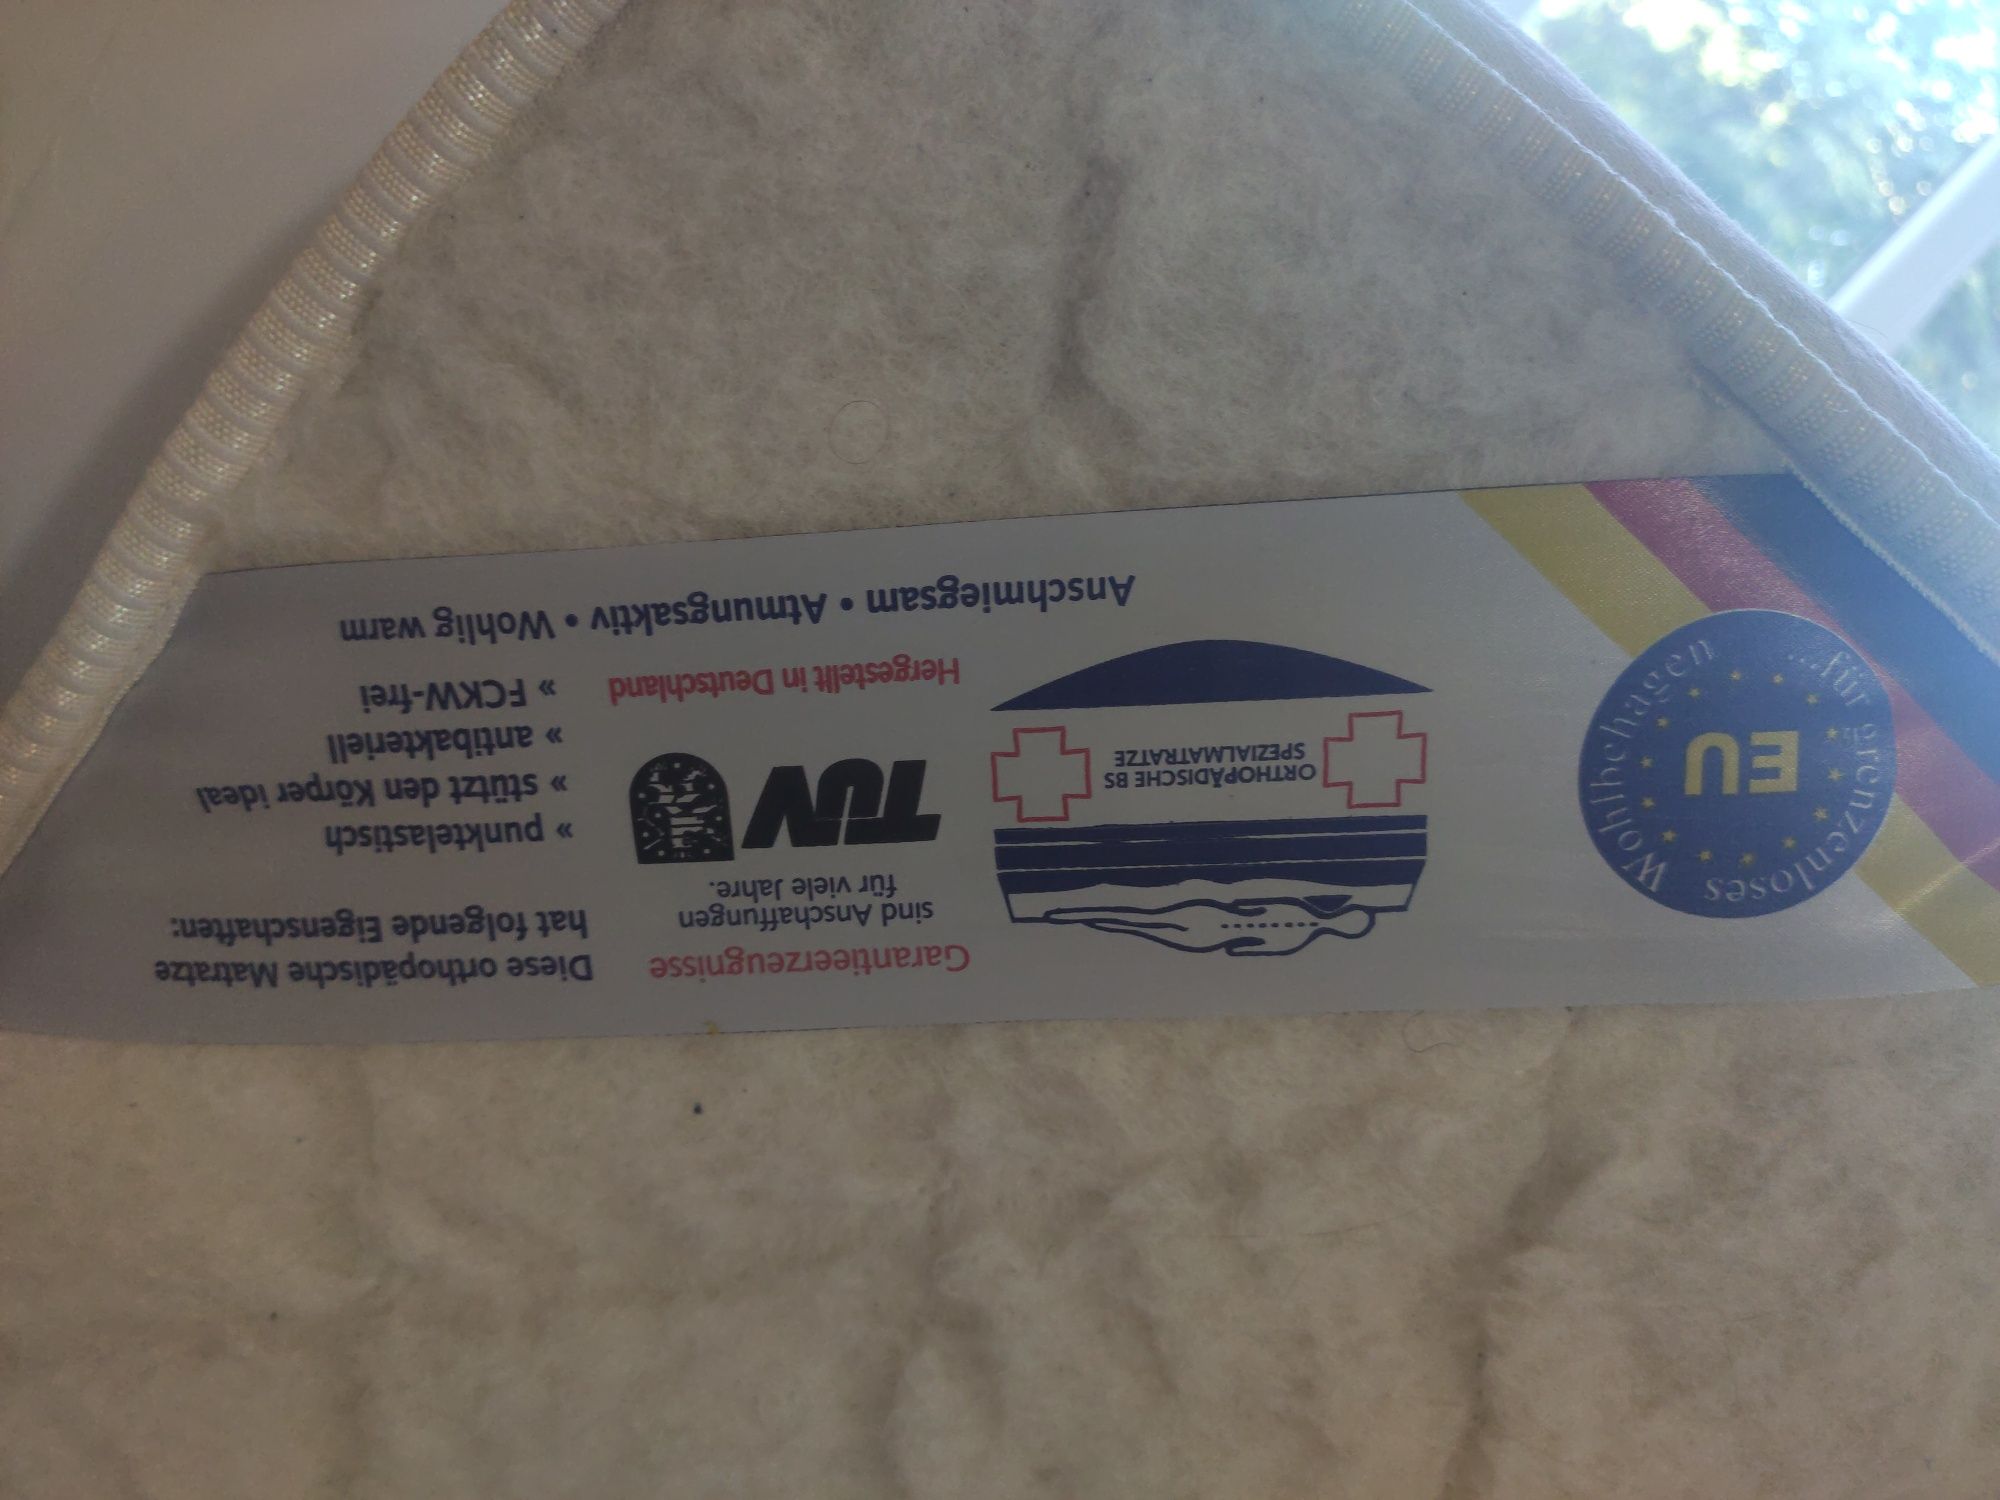 ...für grenzenloses Wohlbehagen
EU
ORTHOPÄDISCHE BS
SPEZIALMATRATZE
Garantieerzeugnisse
sind Anschaffungen
für viele Jahre.
TÜV
Hergestellt in Deutschland
Diese orthopädische Matratze
hat folgende Eigenschaften:
» punktelastisch
» stützt den Körper ideal
» antibakteriell
» FCKW-frei
Anschmiegsam • Atmungsaktiv • Wohlig warm